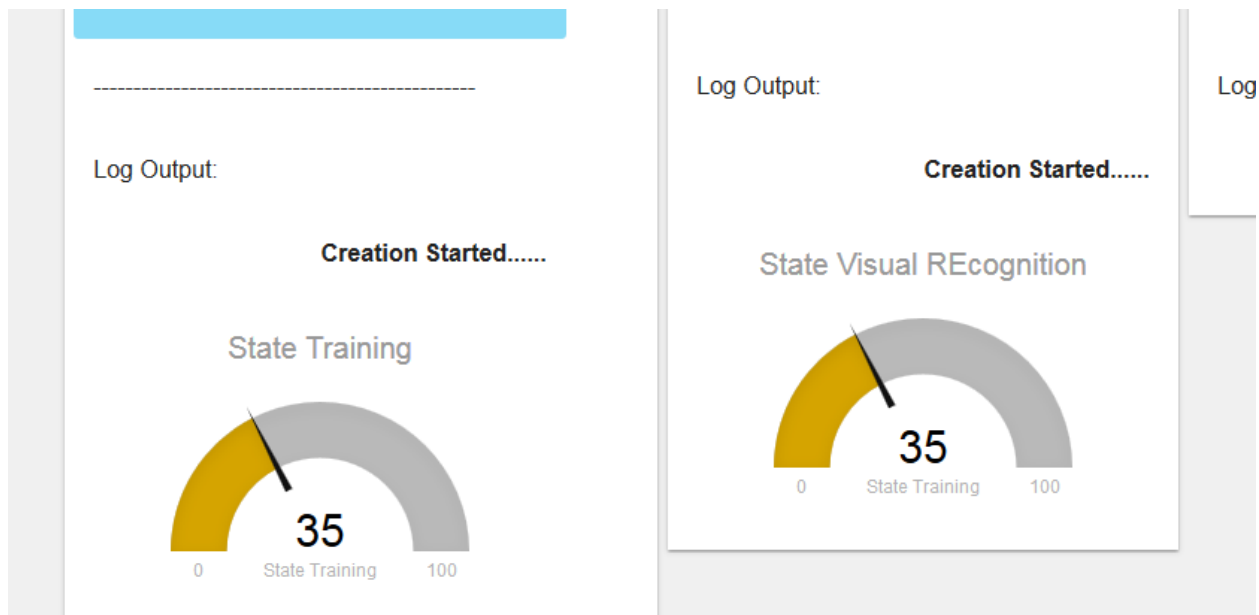 ------------------------------------------------
Log Output:
Creation Started......
State Training
35
0 State Training 100
Log Output:
Creation Started......
State Visual REcognition
35
0 State Training 100
Log